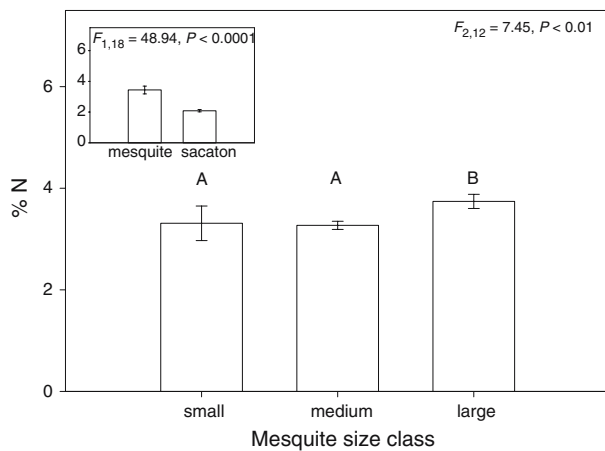 F1,18 = 48.94, P < 0.0001
F2,12 = 7.45, P < 0.01
6
4
2
0
mesquite sacaton
6
4
2
0
% N
A A B
small medium large
Mesquite size class